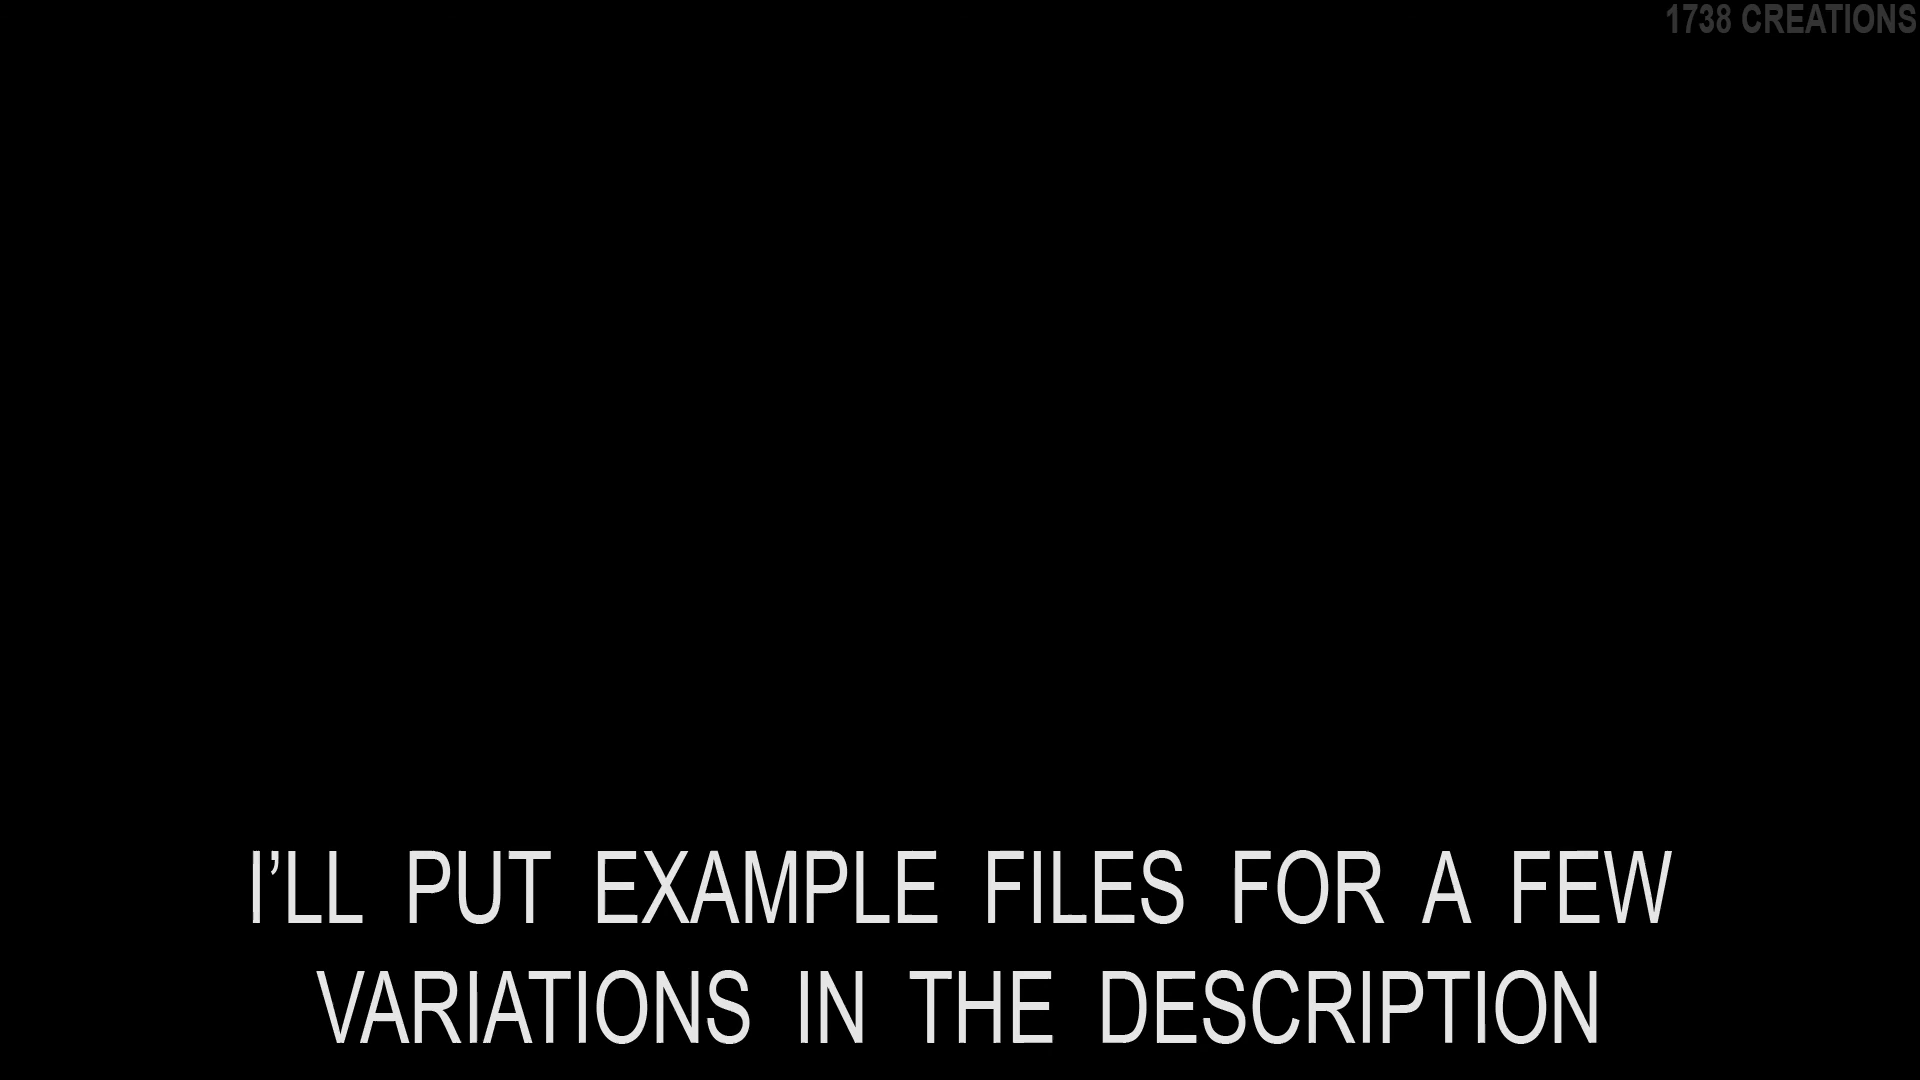 1738 CREATIONS
I’LL PUT EXAMPLE FILES FOR A FEW
VARIATIONS IN THE DESCRIPTION